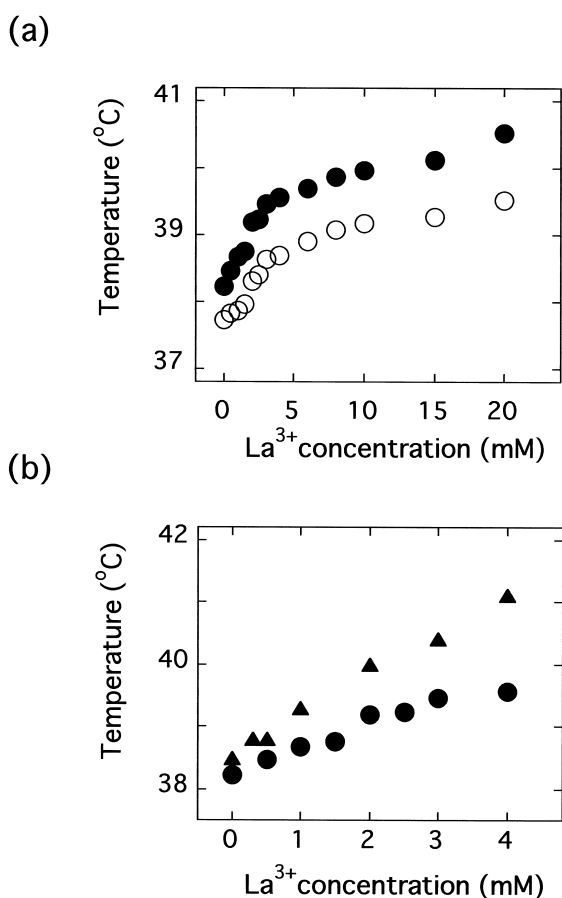 (a)
41
39
37
Temperature (°C)
0 5 10 15 20
La³⁺concentration (mM)
(b)
42
40
38
Temperature (°C)
0 1 2 3 4
La³⁺concentration (mM)